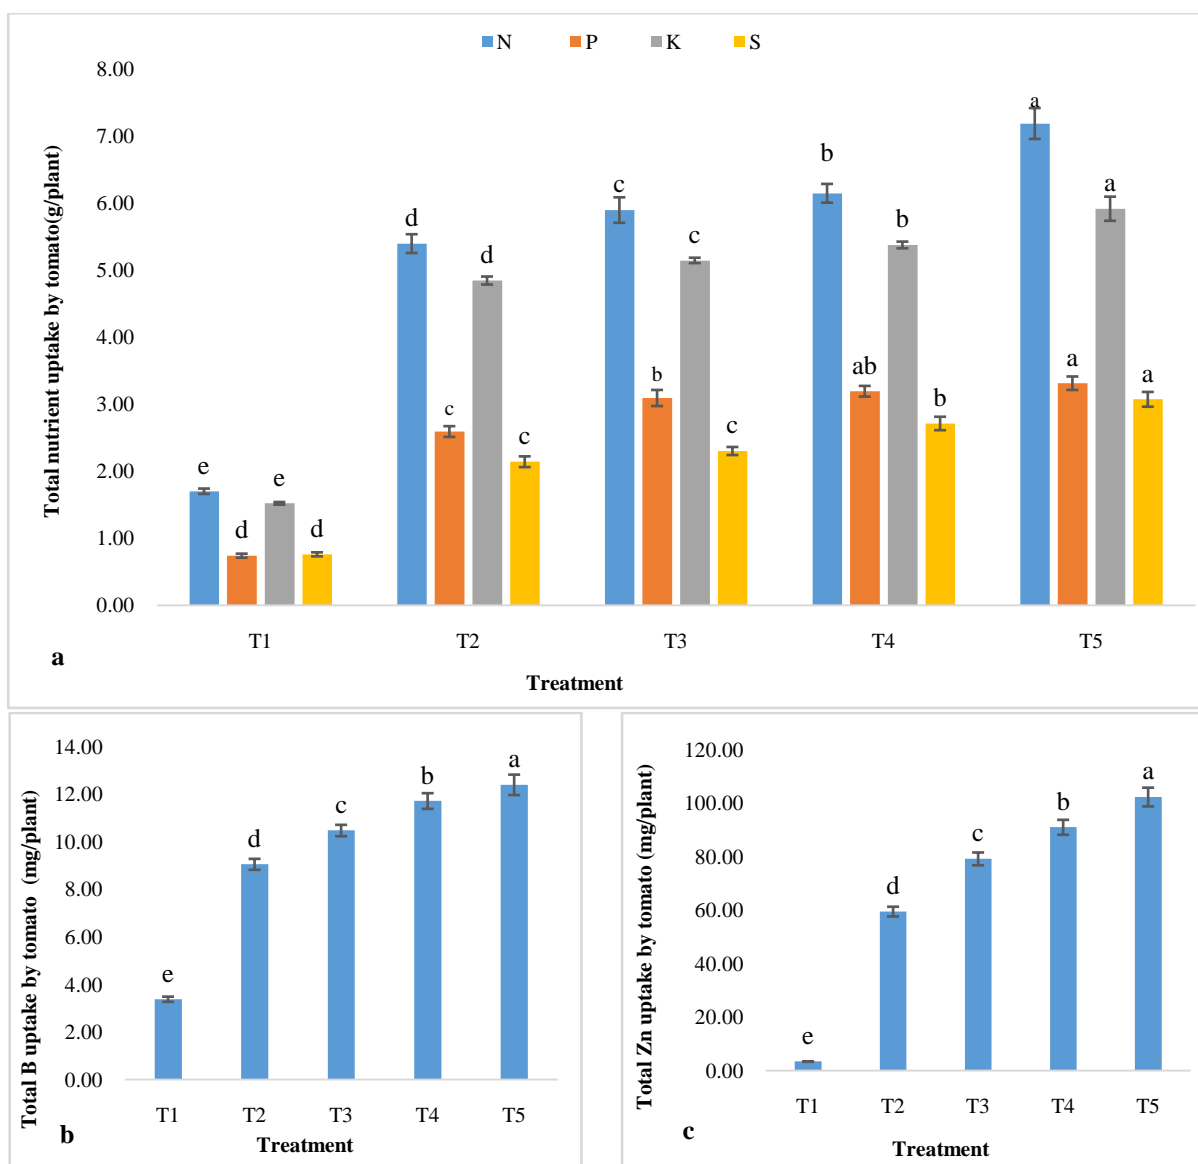 N P K S
Total nutrient uptake by tomato(g/plant)
8.00
7.00
6.00
5.00
4.00
3.00
2.00
1.00
0.00
e d e d
d c d c
c b c c
b ab b b
a a a a
T1 T2 T3 T4 T5
a
Treatment
Total B uptake by tomato (mg/plant)
14.00
12.00
10.00
8.00
6.00
4.00
2.00
0.00
e d c b a
T1 T2 T3 T4 T5
b
Treatment
Total Zn uptake by tomato (mg/plant)
120.00
100.00
80.00
60.00
40.00
20.00
0.00
e d c b a
T1 T2 T3 T4 T5
c
Treatment